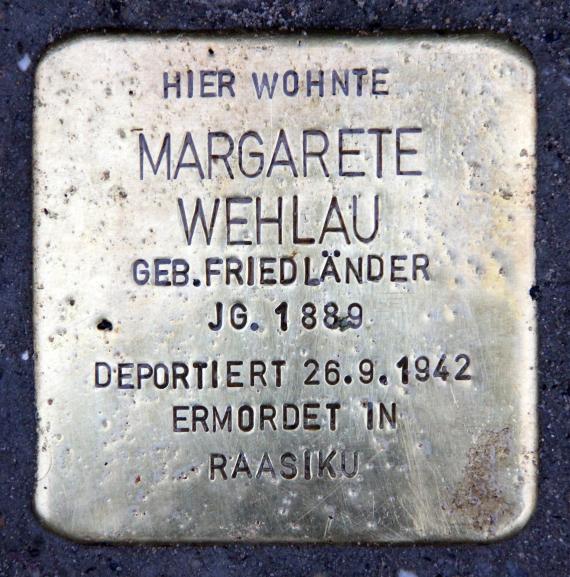 HIER WOHNTE
MARGARETE
WEHLAU
GEB.FRIEDLÄNDER
JG. 1889
DEPORTIERT 26.9.1942
ERMORDET IN
RAASIKU